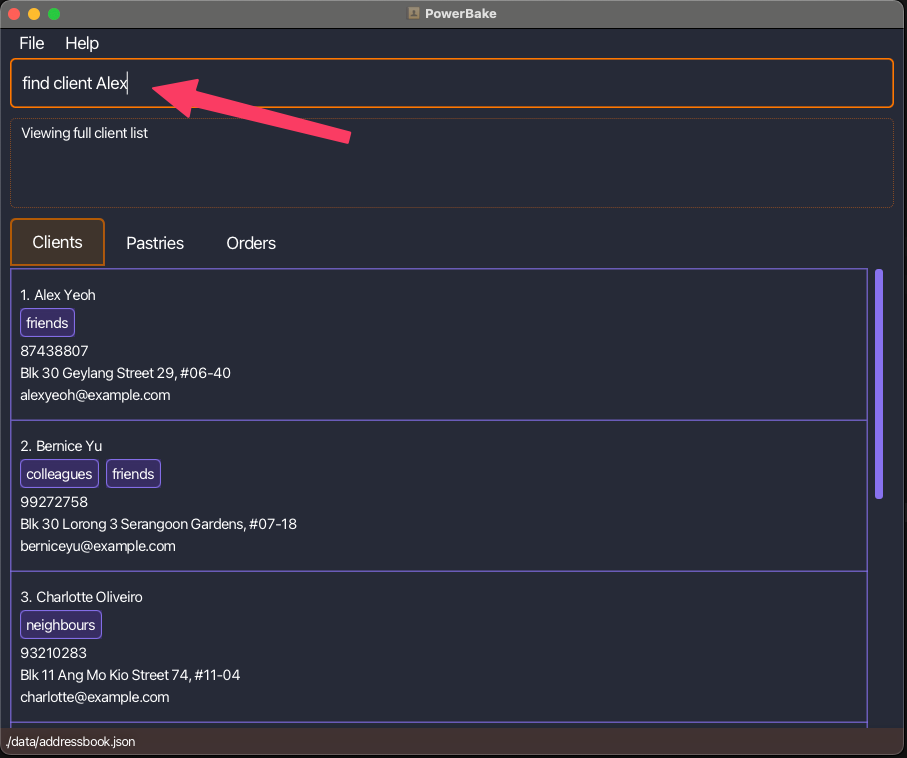 PowerBake
File Help
find client Alex
Viewing full client list
Clients Pastries Orders
1. Alex Yeoh
friends
87438807
Blk 30 Geylang Street 29, #06-40
alexyeoh@example.com
2. Bernice Yu
colleagues friends
99272758
Blk 30 Lorong 3 Serangoon Gardens, #07-18
berniceyu@example.com
3. Charlotte Oliveiro
neighbours
93210283
Blk 11 Ang Mo Kio Street 74, #11-04
charlotte@example.com
./data/addressbook.json